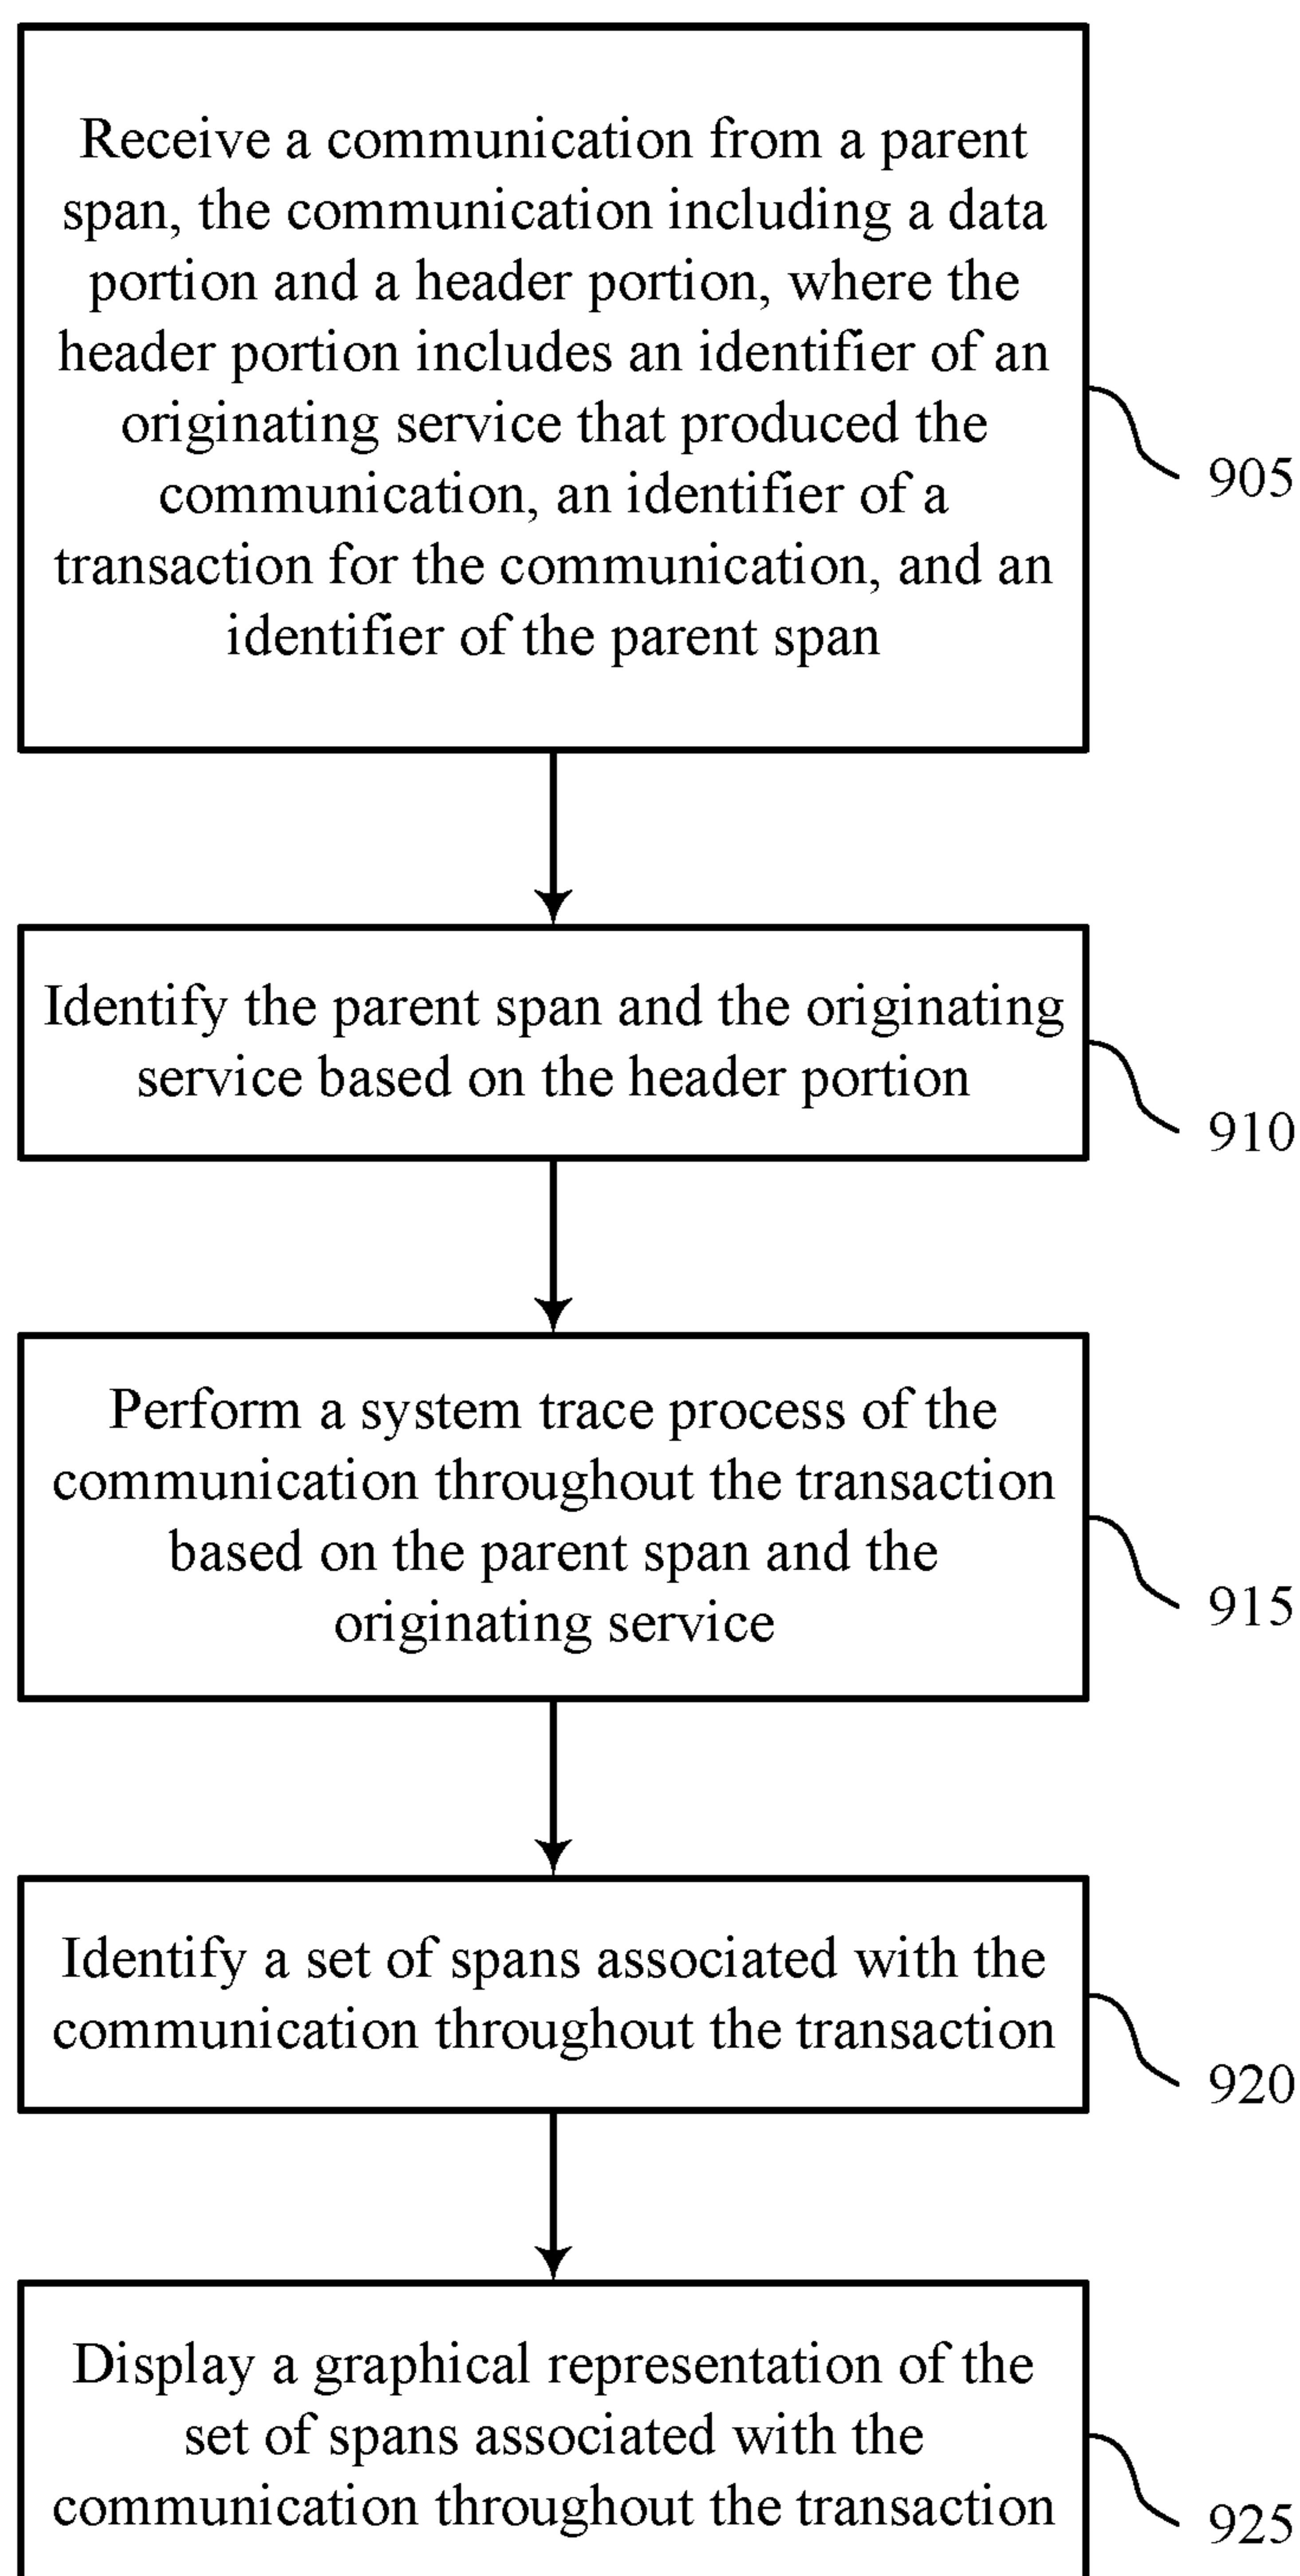 Receive a communication from a parent
span, the communication including a data
portion and a header portion, where the
header portion includes an identifier of an
originating service that produced the
communication, an identifier of a
transaction for the communication, and an
identifier of the parent span
905
Identify the parent span and the originating
service based on the header portion
910
Perform a system trace process of the
communication throughout the transaction
based on the parent span and the
originating service
915
Identify a set of spans associated with the
communication throughout the transaction
920
Display a graphical representation of the
set of spans associated with the
communication throughout the transaction
925